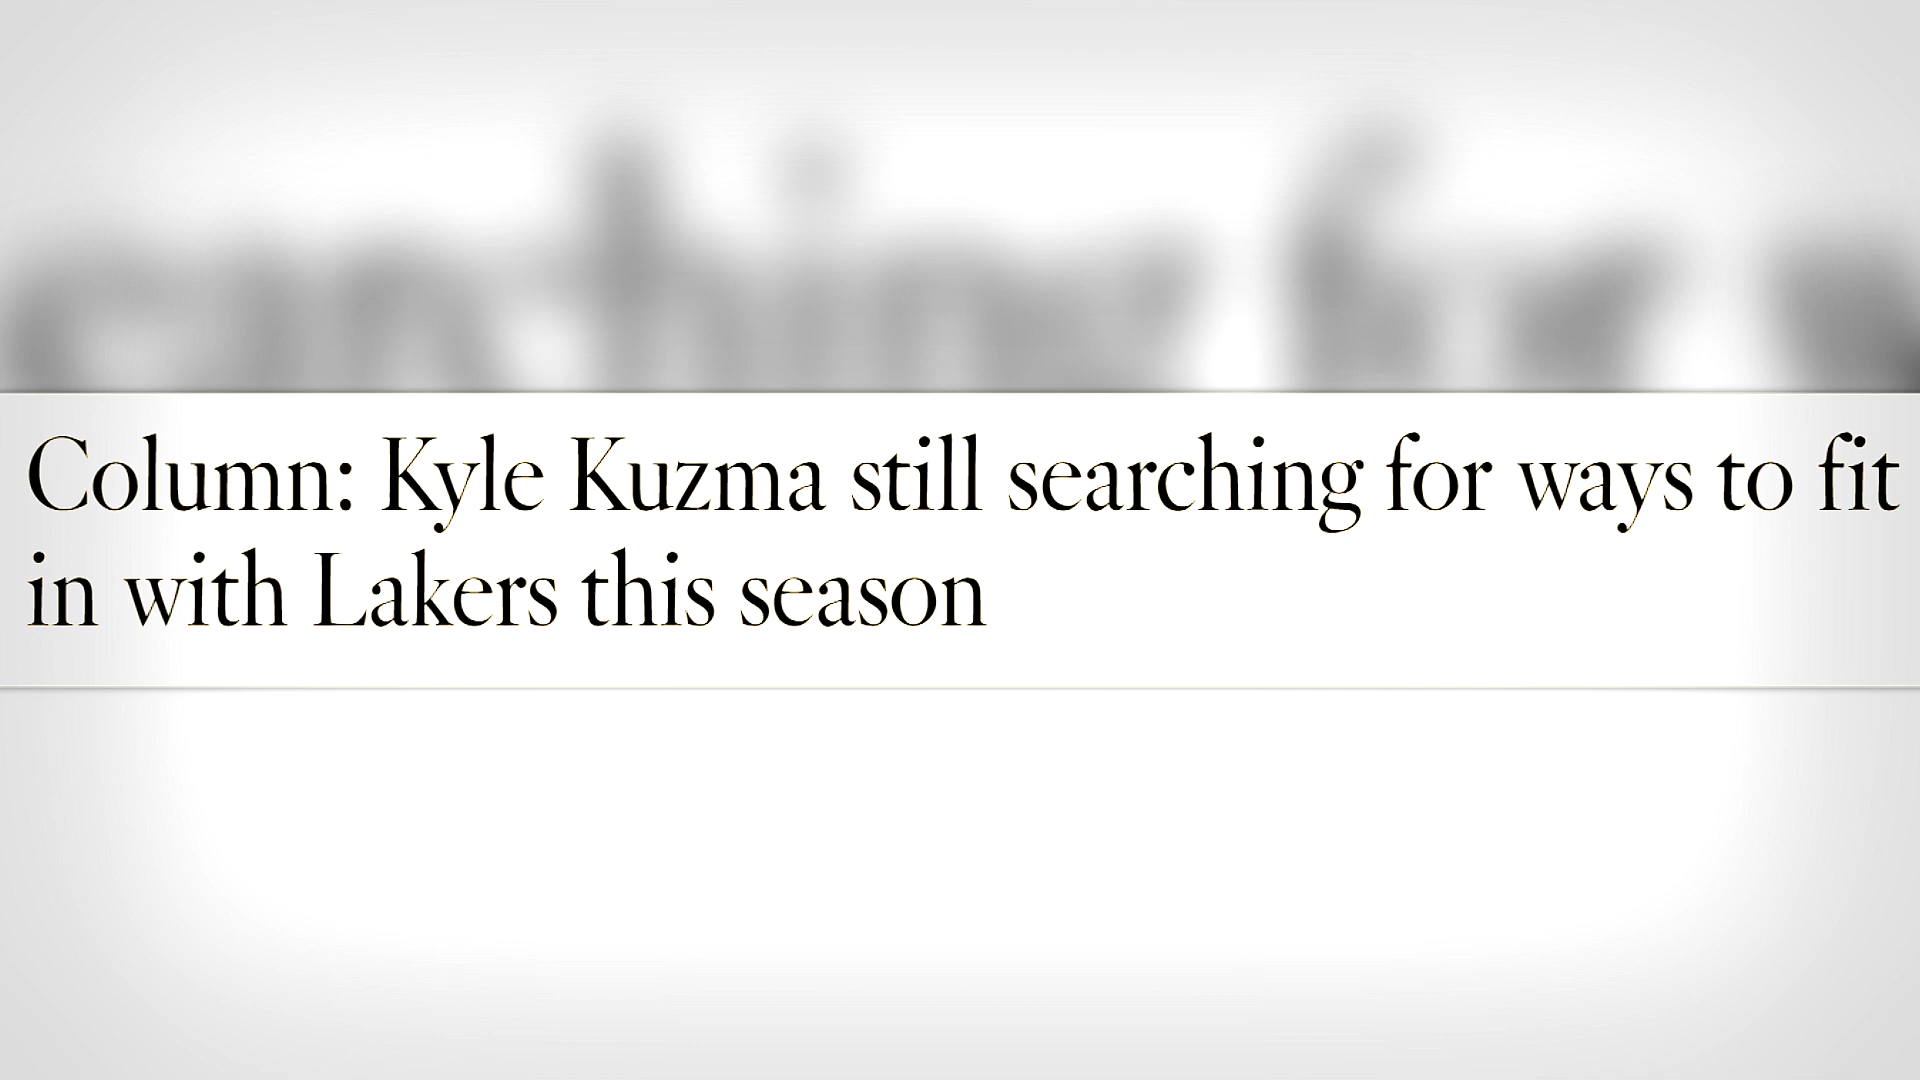 Column: Kyle Kuzma still searching for ways to fit
in with Lakers this season